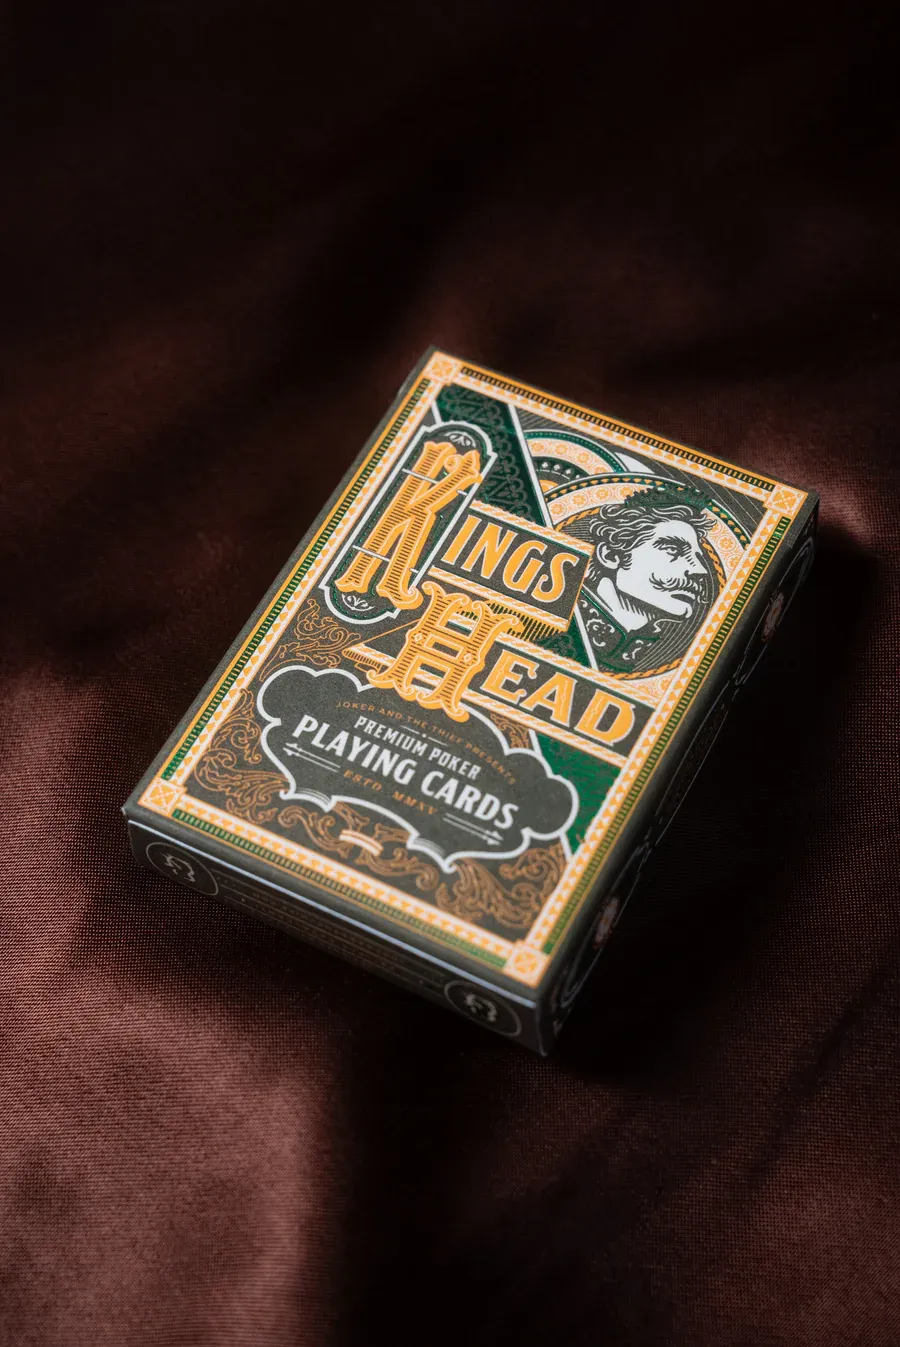 KINGS
HEAD
JOKER AND THE THIEF PRESENTS
PREMIUM POKER
PLAYING CARDS
ESTD MMXV